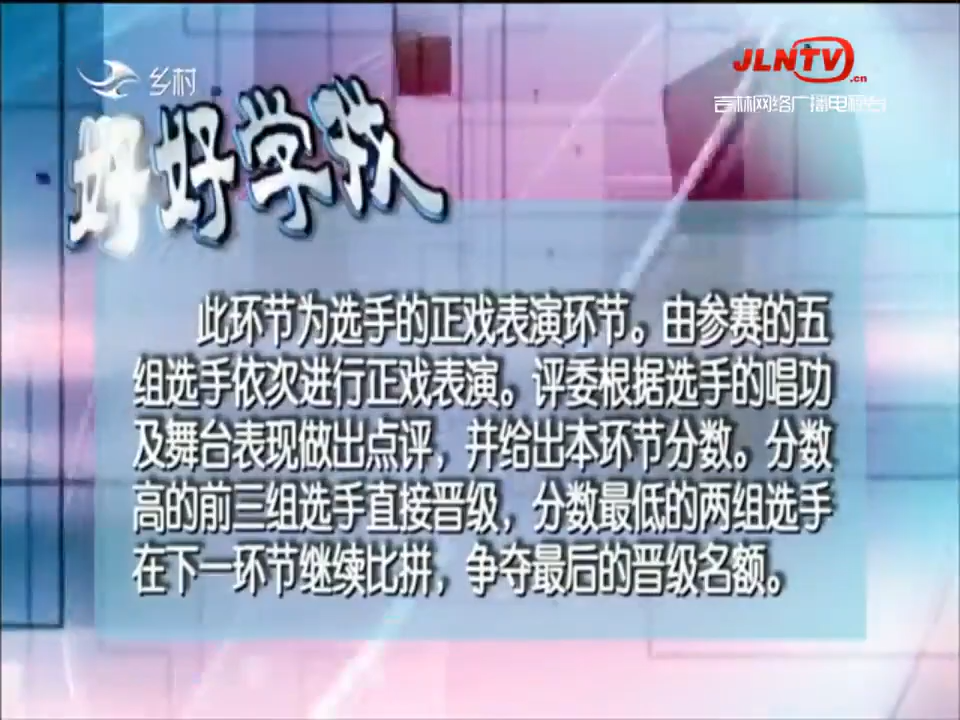 乡村
JLNTV.cn
吉林网络广播电视台
好好学戏
此环节为选手的正戏表演环节。由参赛的五
组选手依次进行正戏表演。评委根据选手的唱功
及舞台表现做出点评，并给出本环节分数。分数
高的前三组选手直接晋级，分数最低的两组选手
在下一环节继续比拼，争夺最后的晋级名额。